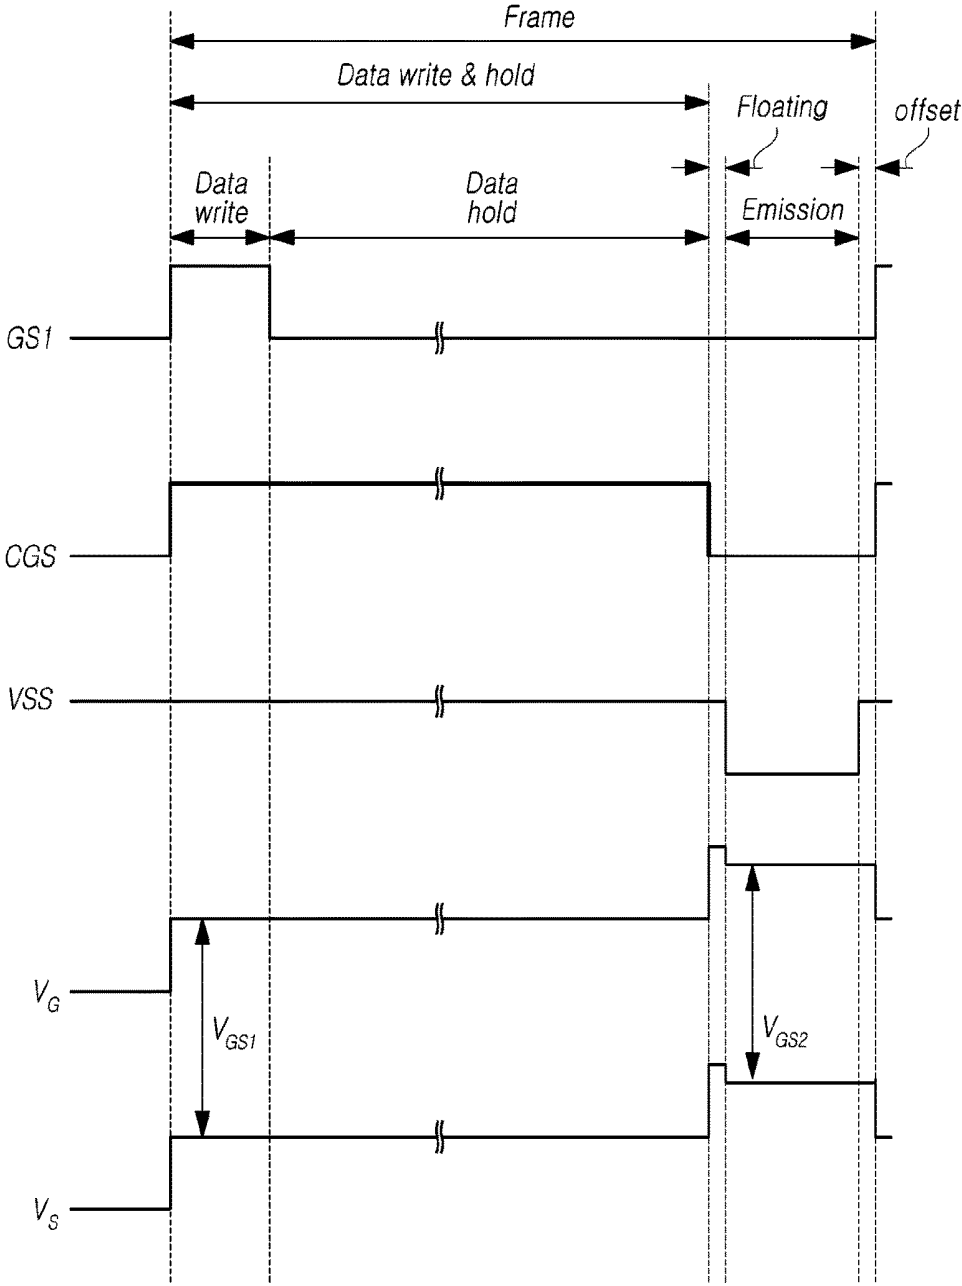 Frame
Data write & hold
Floating
offset
Data
write
Data
hold
Emission
GS1
CGS
VSS
VG
VGS1
VGS2
VS